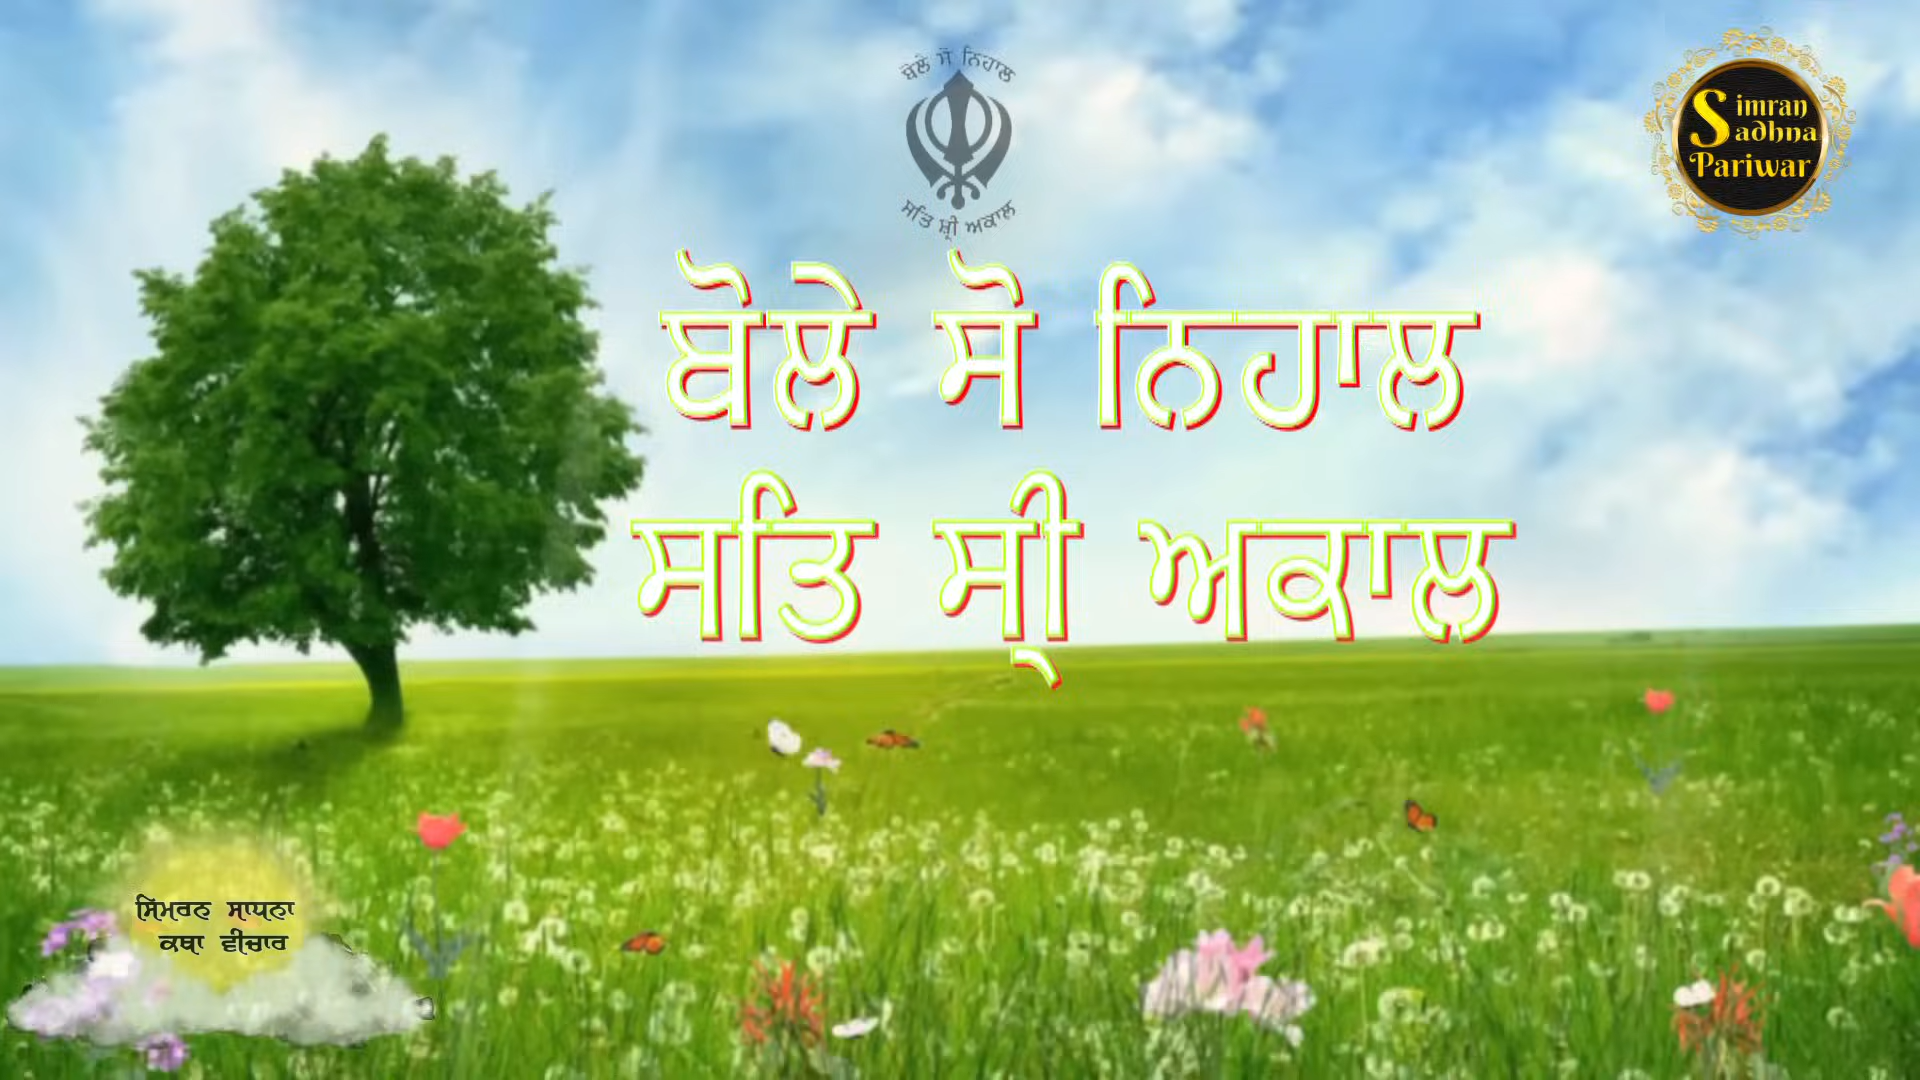 ਬੋਲੇ ਸੋ ਨਿਹਾਲ
ਸਤਿ ਸ਼੍ਰੀ ਅਕਾਲ
Simran
Sadhna
Pariwar
ਬੋਲੇ ਸੋ ਨਿਹਾਲ
ਸਤਿ ਸ੍ਰੀ ਅਕਾਲ
ਸਿਮਰਨ ਸਾਧਨਾ
ਕਥਾ ਵੀਚਾਰ